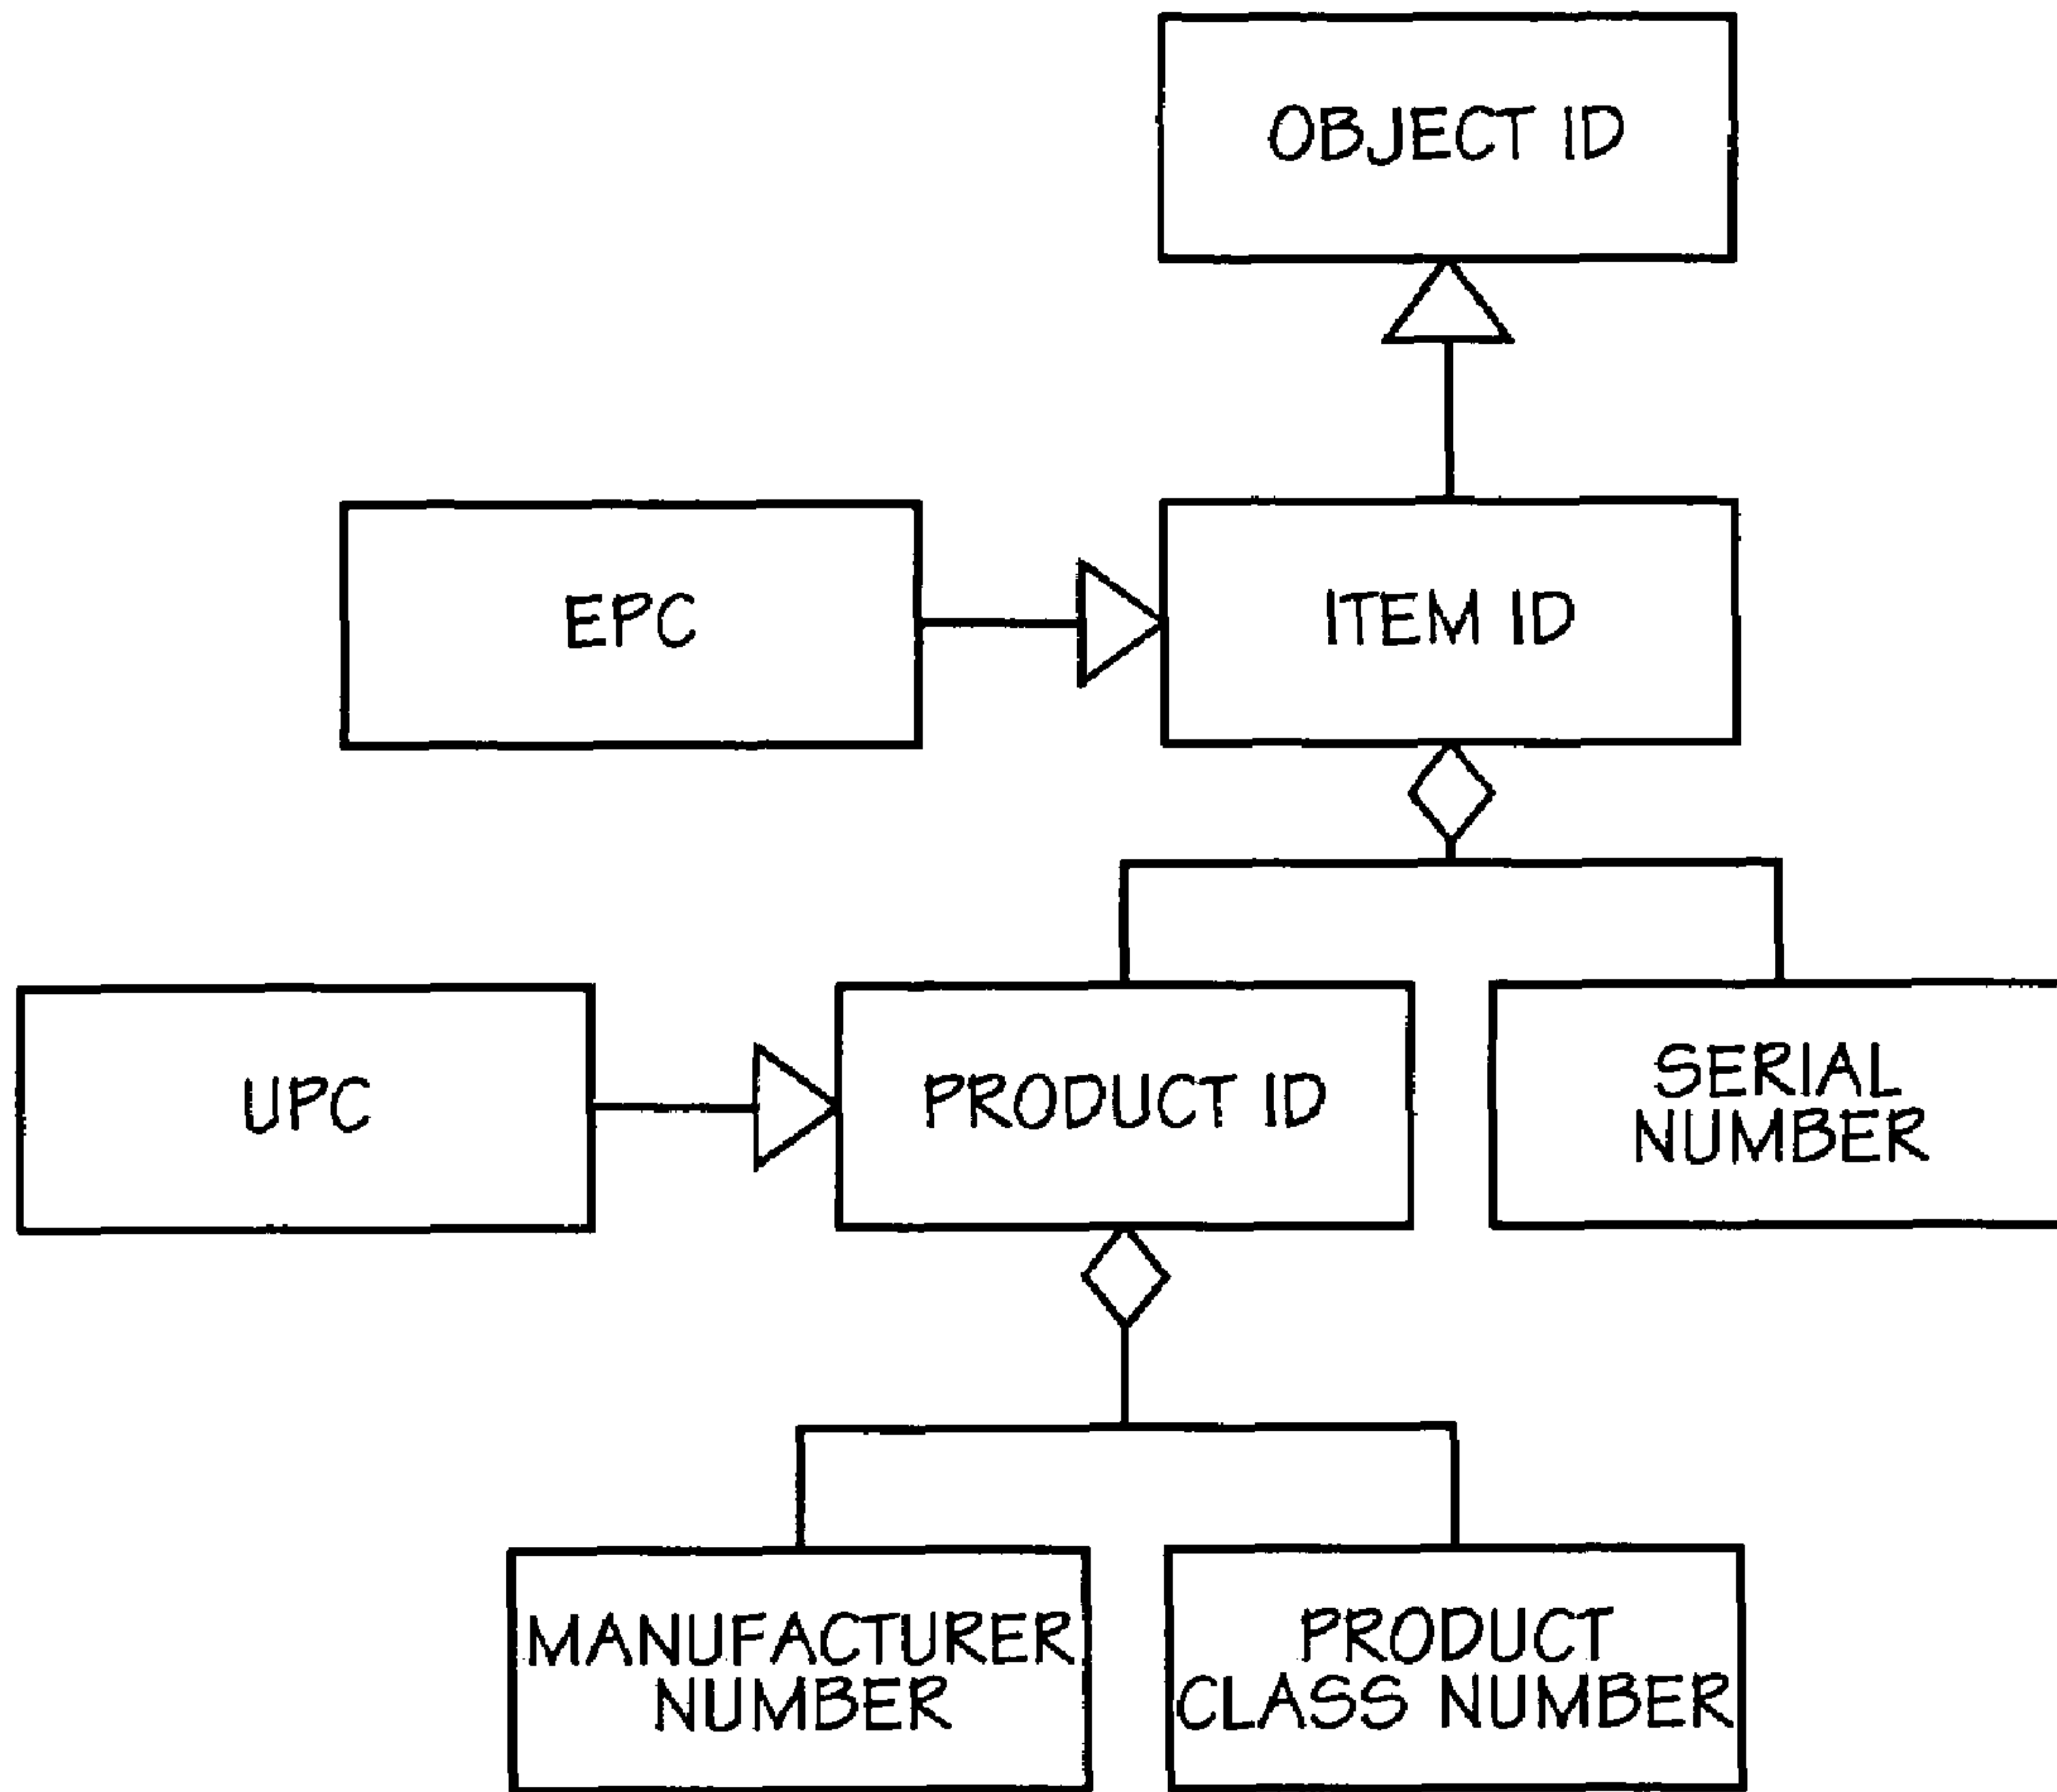 OBJECT ID
EPC
ITEM ID
UPC
PRODUCT ID
SERIAL
NUMBER
MANUFACTURER
NUMBER
PRODUCT
CLASS NUMBER